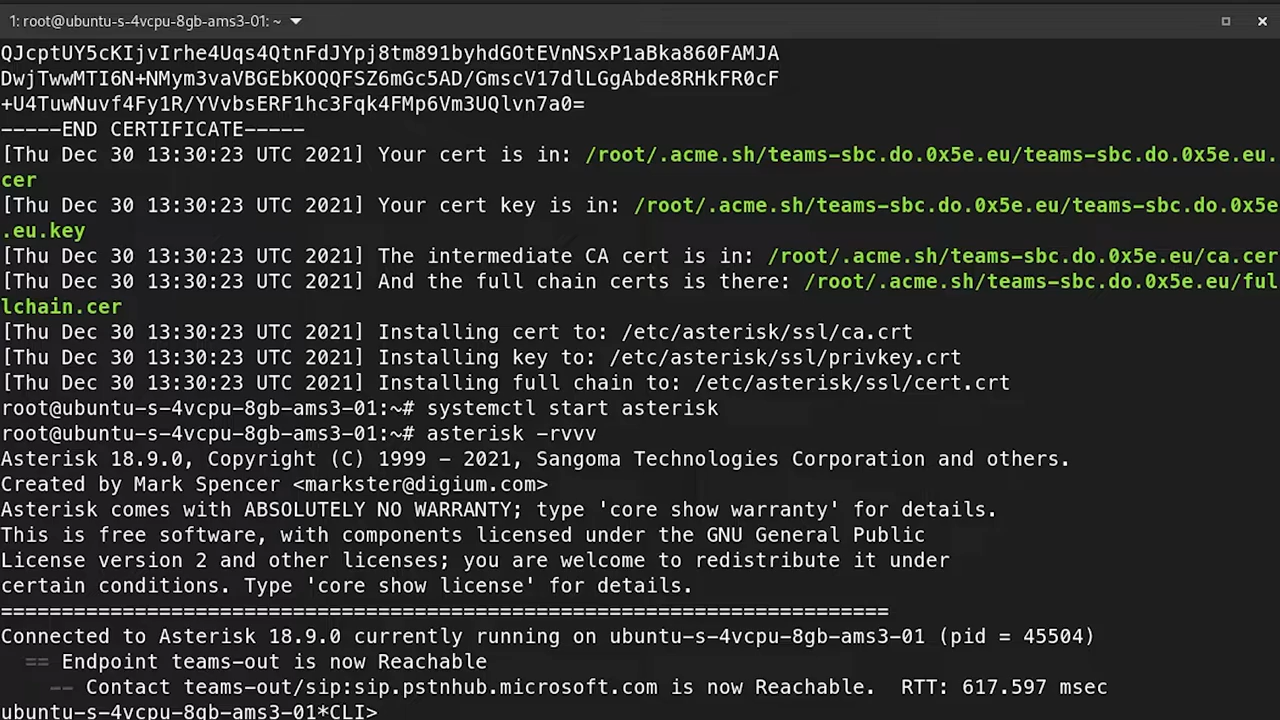 1: root@ubuntu-s-4vcpu-8gb-ams3-01: ~
QJcptUY5cKIjvIrhe4Uqs4QtnFdJYpj8tm891byhdGOtEVnNSxP1aBka860FAMJA
DwjTwwMTI6N+NMym3vaVBGEbKOQQFSZ6mGc5AD/GmscV17dlLGgAbde8RHkFR0cF
+U4TuwNuvf4Fy1R/YVvbsERF1hc3Fqk4FMp6Vm3UQlvn7a0=
-----END CERTIFICATE-----
[Thu Dec 30 13:30:23 UTC 2021] Your cert is in: /root/.acme.sh/teams-sbc.do.0x5e.eu/teams-sbc.do.0x5e.eu.
cer
[Thu Dec 30 13:30:23 UTC 2021] Your cert key is in: /root/.acme.sh/teams-sbc.do.0x5e.eu/teams-sbc.do.0x5e
.eu.key
[Thu Dec 30 13:30:23 UTC 2021] The intermediate CA cert is in: /root/.acme.sh/teams-sbc.do.0x5e.eu/ca.cer
[Thu Dec 30 13:30:23 UTC 2021] And the full chain certs is there: /root/.acme.sh/teams-sbc.do.0x5e.eu/ful
lchain.cer
[Thu Dec 30 13:30:23 UTC 2021] Installing cert to: /etc/asterisk/ssl/ca.crt
[Thu Dec 30 13:30:23 UTC 2021] Installing key to: /etc/asterisk/ssl/privkey.crt
[Thu Dec 30 13:30:23 UTC 2021] Installing full chain to: /etc/asterisk/ssl/cert.crt
root@ubuntu-s-4vcpu-8gb-ams3-01:~# systemctl start asterisk
root@ubuntu-s-4vcpu-8gb-ams3-01:~# asterisk -rvvv
Asterisk 18.9.0, Copyright (C) 1999 - 2021, Sangoma Technologies Corporation and others.
Created by Mark Spencer <markster@digium.com>
Asterisk comes with ABSOLUTELY NO WARRANTY; type 'core show warranty' for details.
This is free software, with components licensed under the GNU General Public
License version 2 and other licenses; you are welcome to redistribute it under
certain conditions. Type 'core show license' for details.
=========================================================================
Connected to Asterisk 18.9.0 currently running on ubuntu-s-4vcpu-8gb-ams3-01 (pid = 45504)
== Endpoint teams-out is now Reachable
-- Contact teams-out/sip:sip.pstnhub.microsoft.com is now Reachable.  RTT: 617.597 msec
ubuntu-s-4vcpu-8gb-ams3-01*CLI>